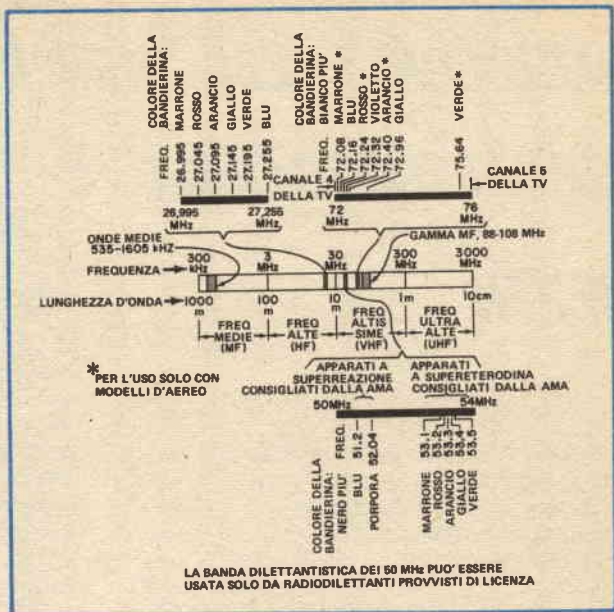 COLORE DELLA
BANDIERINA:
MARRONE
ROSSO
ARANCIO
GIALLO
VERDE
BLU
FREQ.
26.995
27.045
27.095
27.145
27.195
27.255
COLORE DELLA
BANDIERINA:
BIANCO PIU'
MARRONE *
BLU
ROSSO *
VIOLETTO
ARANCIO *
GIALLO
VERDE *
FREQ.
72.08
72.16
72.24
72.32
72.40
72.96
75.64
CANALE 4
DELLA TV
CANALE 5
DELLA TV
26,995
MHz
27,255
MHz
72
MHz
76
MHz
ONDE MEDIE
535-1605 kHZ
GAMMA MF, 88-108 MHz
FREQUENZA
300
kHz
3
MHz
30
MHz
300
MHz
3000
MHz
LUNGHEZZA D'ONDA
1000
m
100
m
10
m
1
m
10cm
FREQ
MEDIE (MF)
FREQ
ALTE (HF)
FREQ
ALTIS
SIME
(VHF)
FREQ
ULTRA
ALTE
(UHF)
* PER L'USO SOLO CON
MODELLI D'AEREO
APPARATI A
SUPERREAZIONE
CONSIGLIATI DALLA AMA
APPARATI
A SUPERETERODINA
CONSIGLIATI DALLA AMA
50MHz
54MHz
FREQ.
51.2
52.04
53.1
53.2
53.3
53.4
53.5
COLORE DELLA
BANDIERINA:
NERO PIU'
BLU
PORPORA
MARRONE
ROSSO
ARANCIO
GIALLO
VERDE
LA BANDA DILETTANTISTICA DEI 50 MHz PUO' ESSERE
USATA SOLO DA RADIODILETTANTI PROVVISTI DI LICENZA